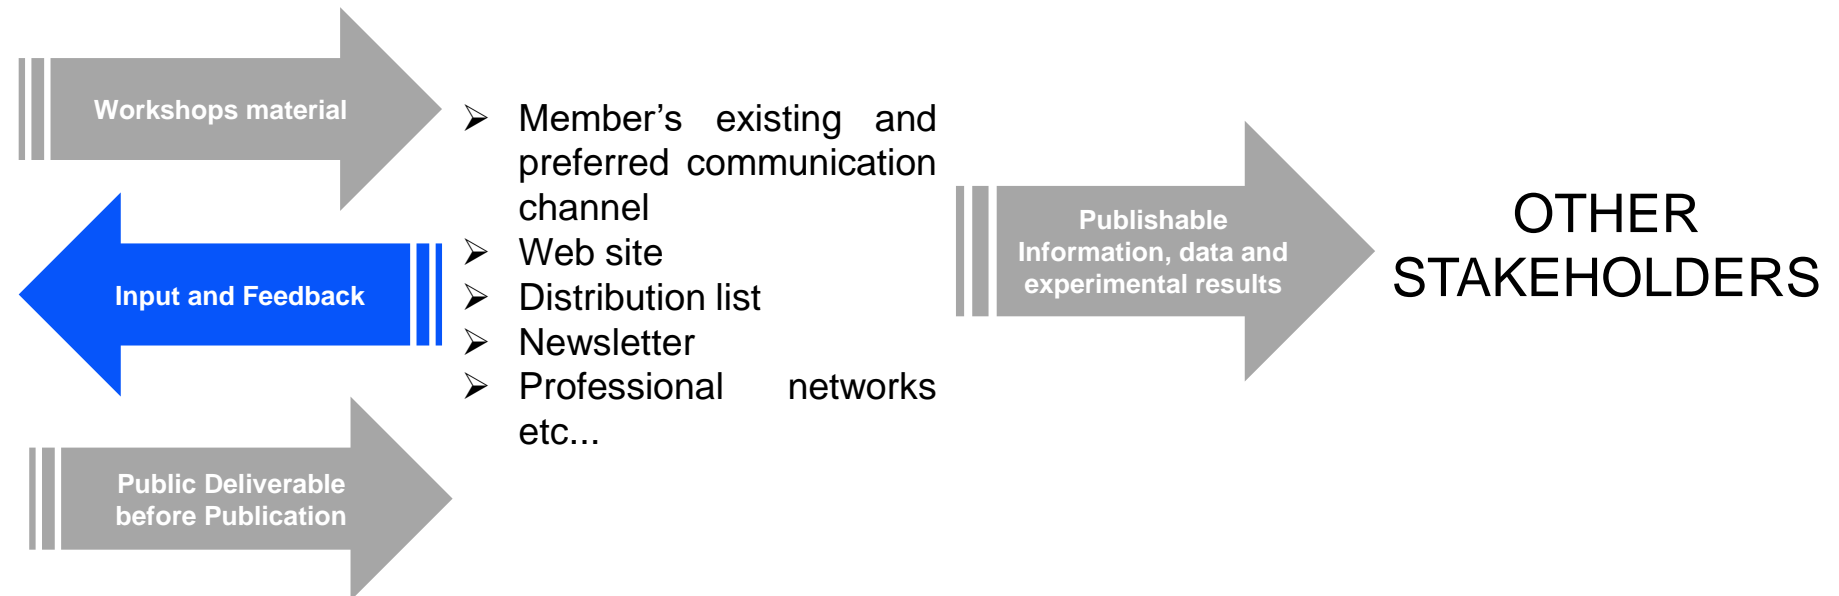 Workshops material
Input and Feedback
Public Deliverable
before Publication
➢ Member’s existing and
preferred communication
channel
➢ Web site
➢ Distribution list
➢ Newsletter
➢ Professional networks
etc...
Publishable
Information, data and
experimental results
OTHER
STAKEHOLDERS